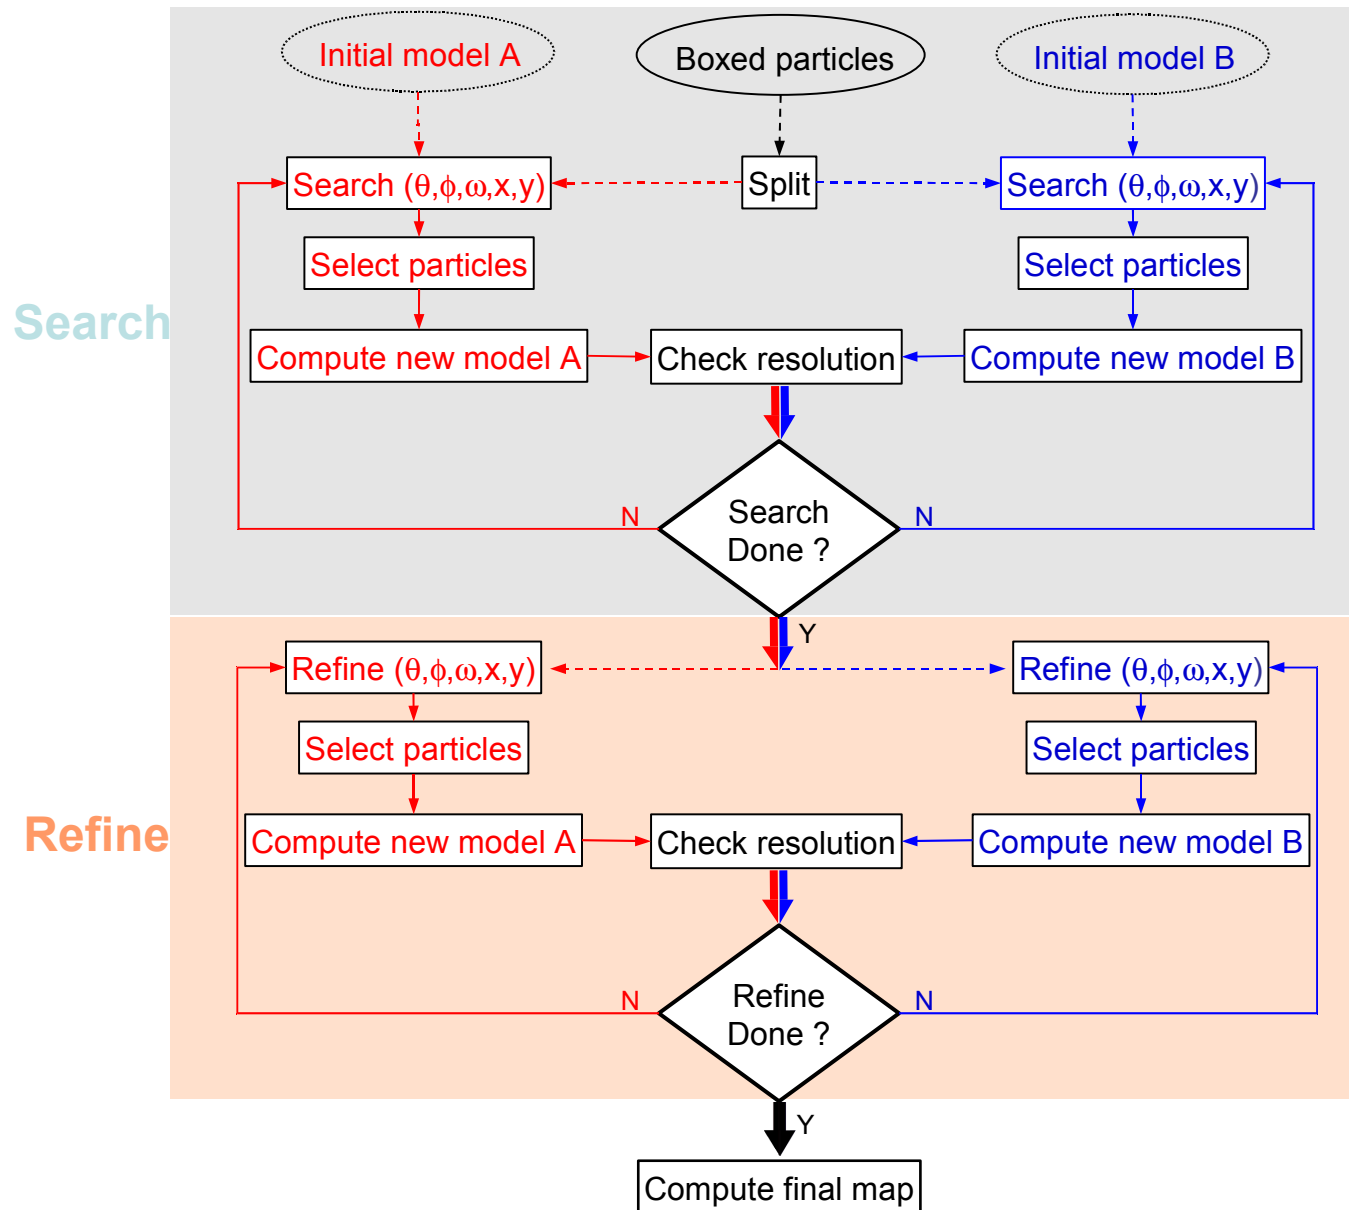 Initial model A
Boxed particles
Initial model B
Search (θ,ϕ,ω,x,y)
Split
Search (θ,ϕ,ω,x,y)
Select particles
Select particles
Search
Compute new model A
Check resolution
Compute new model B
N
Search
Done ?
N
Y
Refine (θ,ϕ,ω,x,y)
Refine (θ,ϕ,ω,x,y)
Select particles
Select particles
Refine
Compute new model A
Check resolution
Compute new model B
N
Refine
Done ?
N
Y
Compute final map